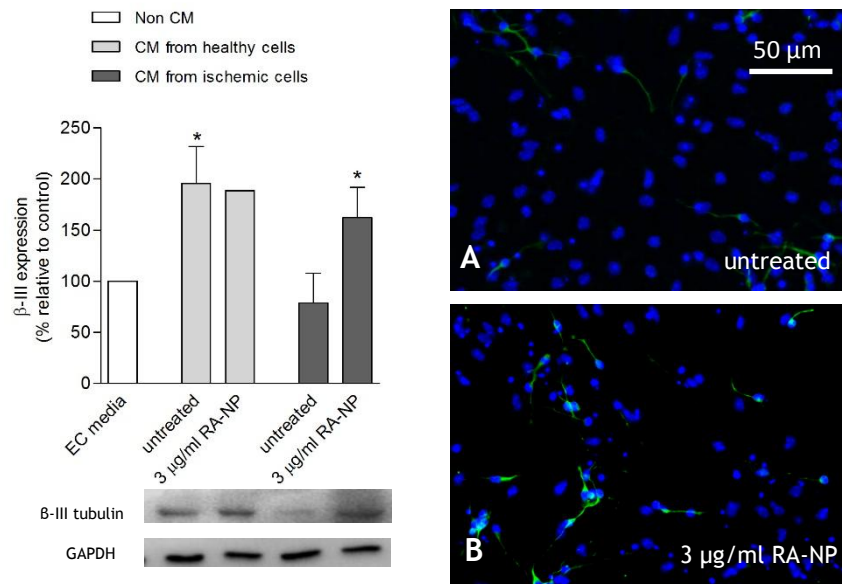 Non CM
CM from healthy cells
CM from ischemic cells
β-III expression
(% relative to control)
250
200
150
100
50
0
*
*
EC media
untreated
3 µg/ml RA-NP
untreated
3 µg/ml RA-NP
ß-III tubulin
GAPDH
50 µm
A
untreated
B
3 µg/ml RA-NP